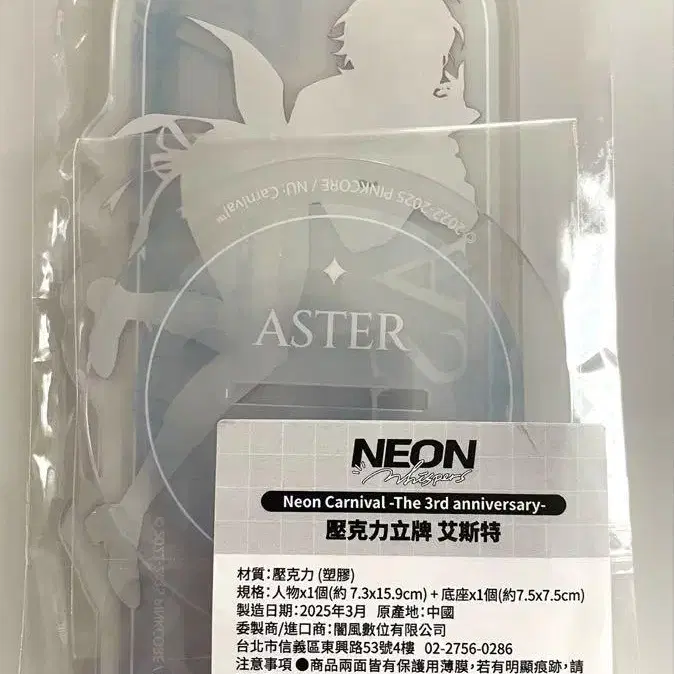 ©2022-2025 PINKCORE / NU: Carnival™
ASTER
NEON
Whispers
Neon Carnival -The 3rd anniversary-
壓克力立牌 艾斯特
材質:壓克力 (塑膠)
規格:人物x1個(約 7.3x15.9cm) + 底座x1個(約7.5x7.5cm)
製造日期:2025年3月 原產地:中國
委製商/進口商:闇風數位有限公司
台北市信義區東興路53號4樓 02-2756-0286
注意事項 ●商品兩面皆有保護用薄膜,若有明顯痕跡,請
PINKCORE /